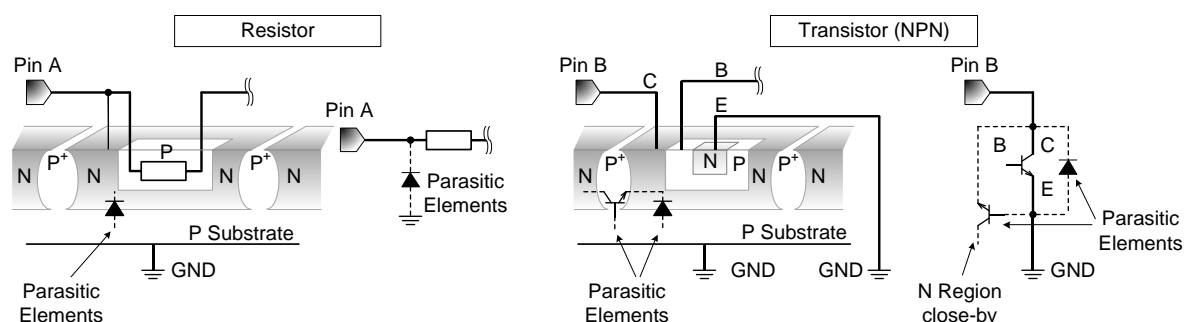 Resistor
Transistor (NPN)
Pin A
Pin A
N
P+
N
P
N
P+
N
Parasitic
Elements
P Substrate
GND
Parasitic
Elements
Pin B
C
B
E
N
P+
N
N
P
N
P+
N
P Substrate
GND
GND
Parasitic
Elements
Pin B
B
C
E
Parasitic
Elements
GND
N Region
close-by